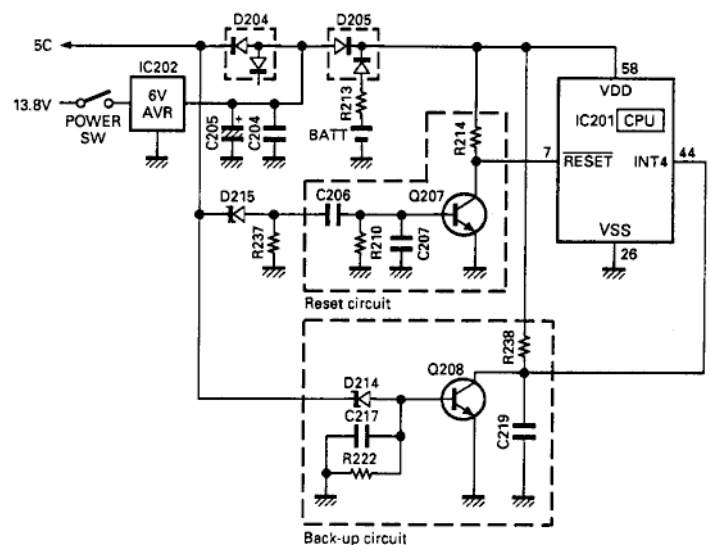 D204
D205
5C
58
IC202
13.8V
6V
AVR
POWER
SW
C205
+
C204
R213
BATT
R214
VDD
IC201 CPU
7
RESET
INT4
44
VSS
26
D215
C206
Q207
R237
R210
C207
Reset circuit
R238
D214
Q208
C217
R222
C219
Back-up circuit